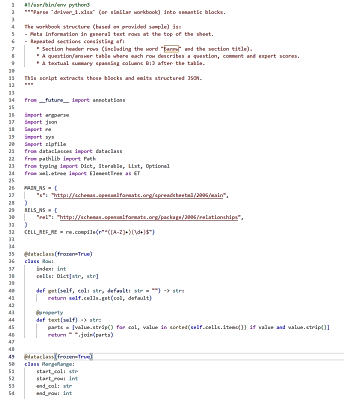 #!/usr/bin/env python3
"""Parse `driver_1.xlsx` (or similar workbook) into semantic blocks.
The workbook structure (based on provided sample) is:
- Meta information in general text rows at the top of the sheet.
- Repeated sections consisting of:
* Section header rows (including the word " " and the section title).
* A question/answer table where each row describes a question, comment and expert scores.
* A textual summary spanning columns B:J after the table.
This script extracts those blocks and emits structured JSON.
"""
from __future__ import annotations
import argparse
import json
import re
import sys
import zipfile
from dataclasses import dataclass
from pathlib import Path
from typing import Dict, Iterable, List, Optional
from xml.etree import ElementTree as ET
MAIN_NS = {
"s": "http://schemas.openxmlformats.org/spreadsheetml/2006/main",
}
RELS_NS = {
"rel": "http://schemas.openxmlformats.org/package/2006/relationships",
}
CELL_REF_RE = re.compile(r"^([A-Z]+)(\d+)$")
@dataclass(frozen=True)
class Row:
index: int
cells: Dict[str, str]
def get(self, col: str, default: str = "") -> str:
return self.cells.get(col, default)
@property
def text(self) -> str:
parts = [value.strip() for col, value in sorted(self.cells.items()) if value and value.strip()]
return " ".join(parts)
@dataclass(frozen=True)
class MergeRange:
start_col: str
start_row: int
end_col: str
end_row: int